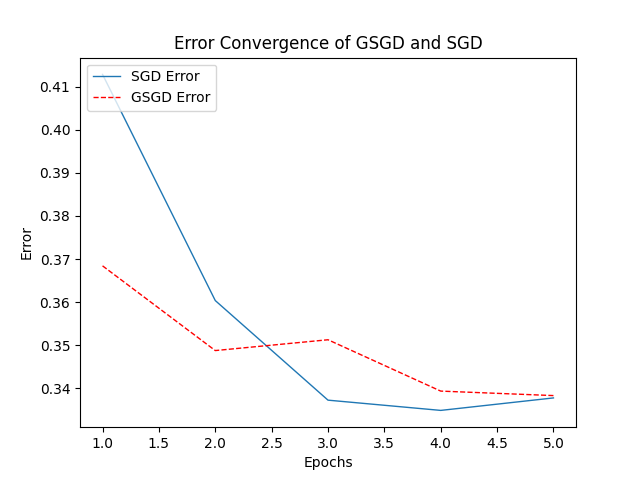 Error Convergence of GSGD and SGD
SGD Error
GSGD Error
0.41
0.40
0.39
0.38
0.37
0.36
0.35
0.34
Error
1.0 1.5 2.0 2.5 3.0 3.5 4.0 4.5 5.0
Epochs